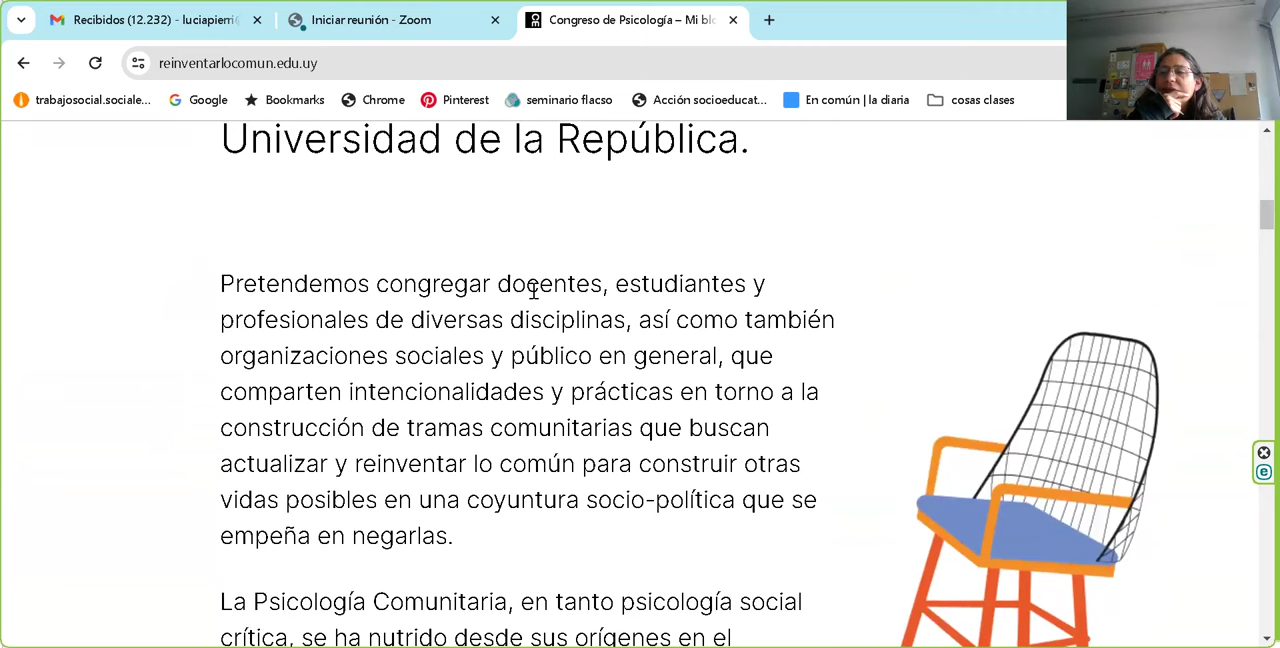 Recibidos (12.232) - luciapierri
Iniciar reunión - Zoom
Congreso de Psicología – Mi blo
reinventarlocomun.edu.uy
trabajosocial.sociale...
Google
Bookmarks
Chrome
Pinterest
seminario flacso
Acción socioeducat...
En común | la diaria
cosas clases
Universidad de la República.
Pretendemos congregar docentes, estudiantes y
profesionales de diversas disciplinas, así como también
organizaciones sociales y público en general, que
comparten intencionalidades y prácticas en torno a la
construcción de tramas comunitarias que buscan
actualizar y reinventar lo común para construir otras
vidas posibles en una coyuntura socio-política que se
empeña en negarlas.
La Psicología Comunitaria, en tanto psicología social
crítica, se ha nutrido desde sus orígenes en el